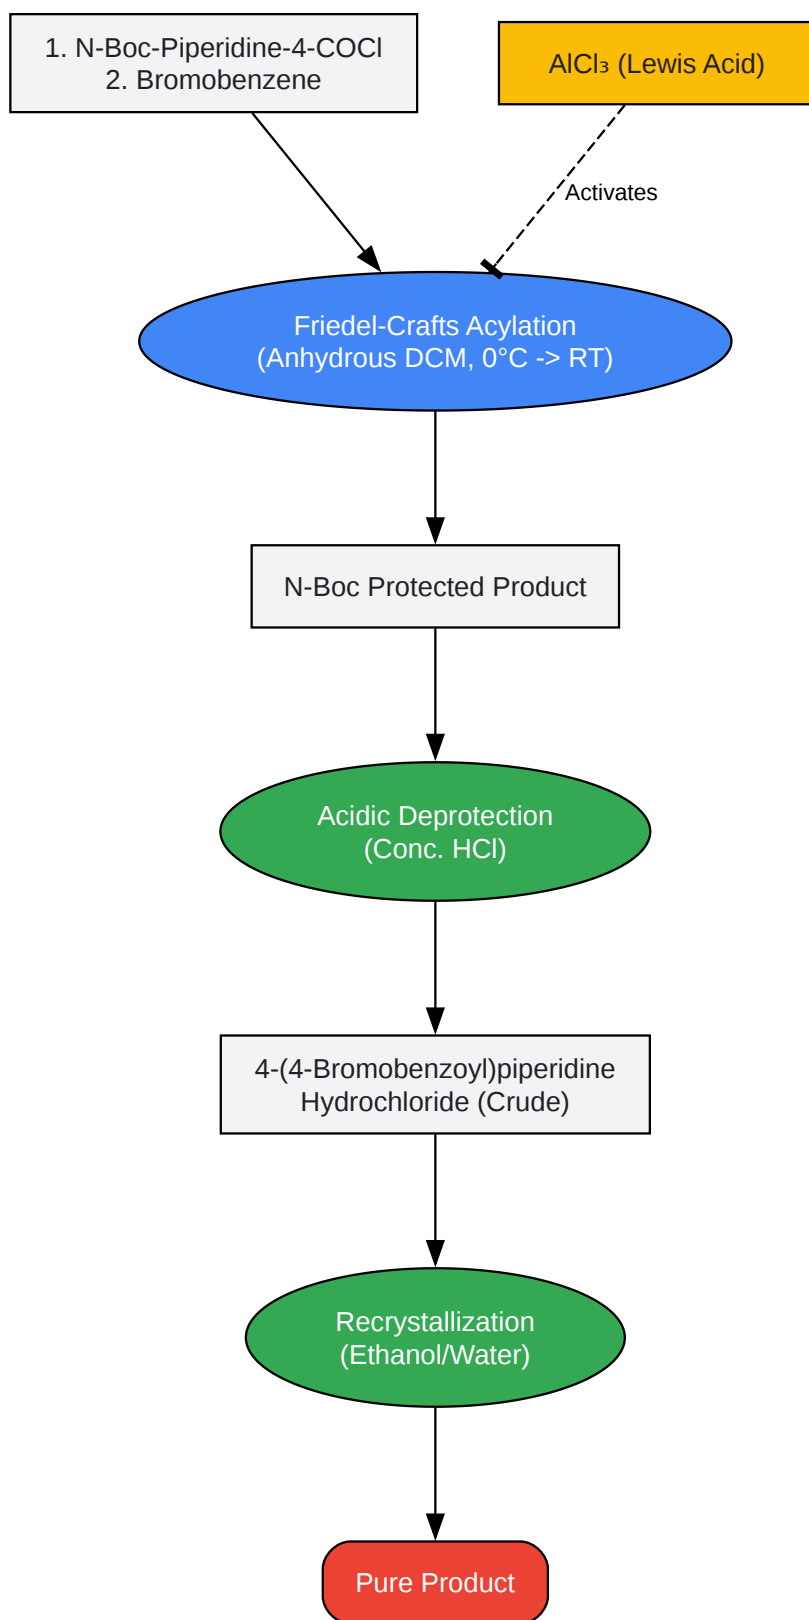 1. N-Boc-Piperidine-4-COCl
2. Bromobenzene
AlCl₃ (Lewis Acid)
Activates
Friedel-Crafts Acylation
(Anhydrous DCM, 0°C -> RT)
N-Boc Protected Product
Acidic Deprotection
(Conc. HCl)
4-(4-Bromobenzoyl)piperidine
Hydrochloride (Crude)
Recrystallization
(Ethanol/Water)
Pure Product